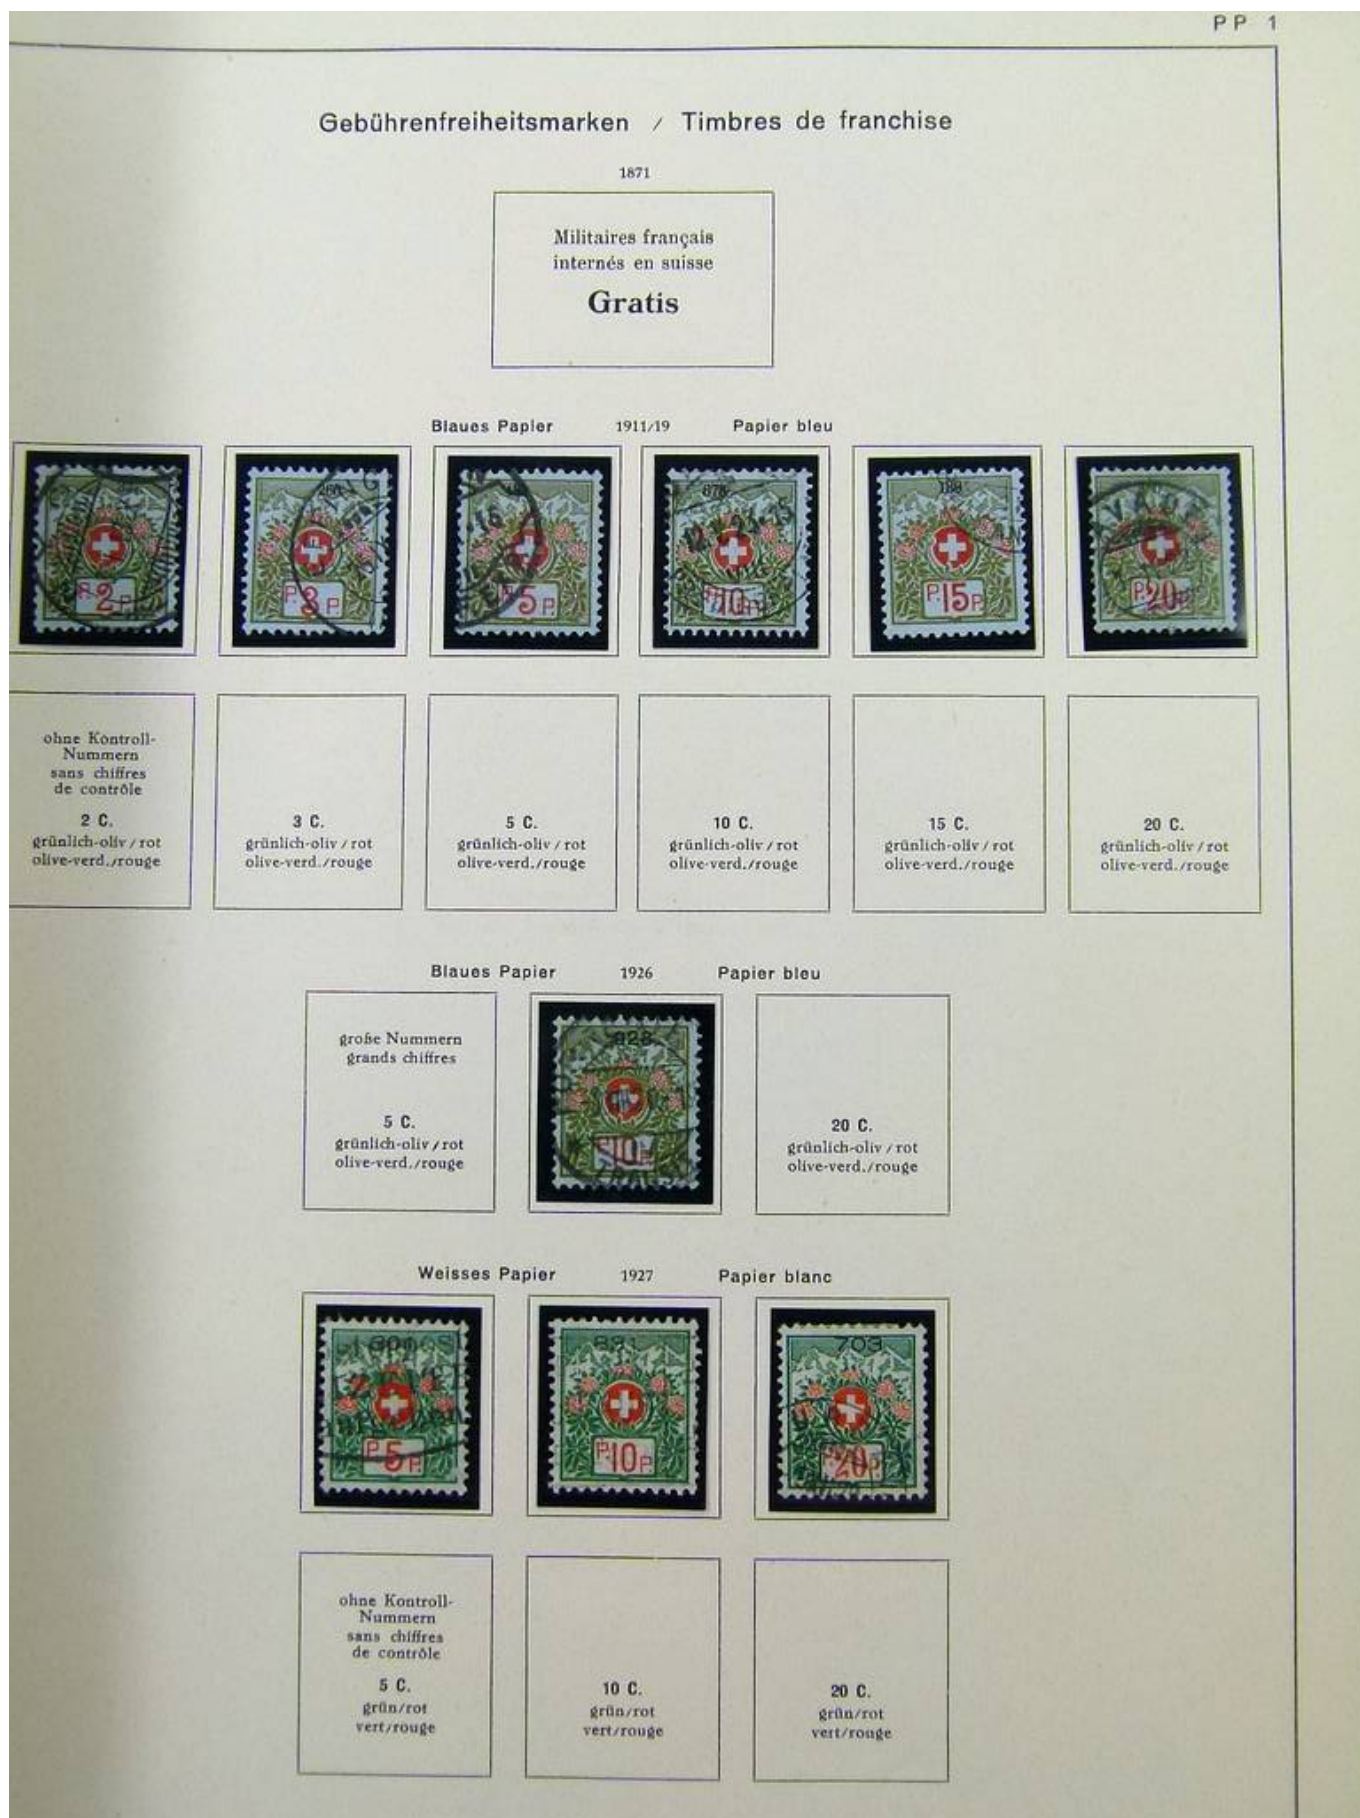 PP 1
Gebührenfreiheitsmarken / Timbres de franchise
1871
Militaires français
internés en suisse
Gratis
Blaues Papier 1911/19 Papier bleu
P. 2 P.
P. 3 P.
P. 5 P.
878
P. 10 P.
P. 15 P.
P. 20 P.
ohne Kontroll-
Nummern
sans chiffres
de contrôle
2 C.
grünlich-oliv / rot
olive-verd./rouge
3 C.
grünlich-oliv / rot
olive-verd./rouge
5 C.
grünlich-oliv / rot
olive-verd./rouge
10 C.
grünlich-oliv / rot
olive-verd./rouge
15 C.
grünlich-oliv / rot
olive-verd./rouge
20 C.
grünlich-oliv / rot
olive-verd./rouge
Blaues Papier 1926 Papier bleu
große Nummern
grands chiffres
5 C.
grünlich-oliv / rot
olive-verd./rouge
P. 10 P.
20 C.
grünlich-oliv / rot
olive-verd./rouge
Weisses Papier 1927 Papier blanc
P. 5 P.
P. 10 P.
703
P. 20 P.
ohne Kontroll-
Nummern
sans chiffres
de contrôle
5 C.
grün/rot
vert/rouge
10 C.
grün/rot
vert/rouge
20 C.
grün/rot
vert/rouge